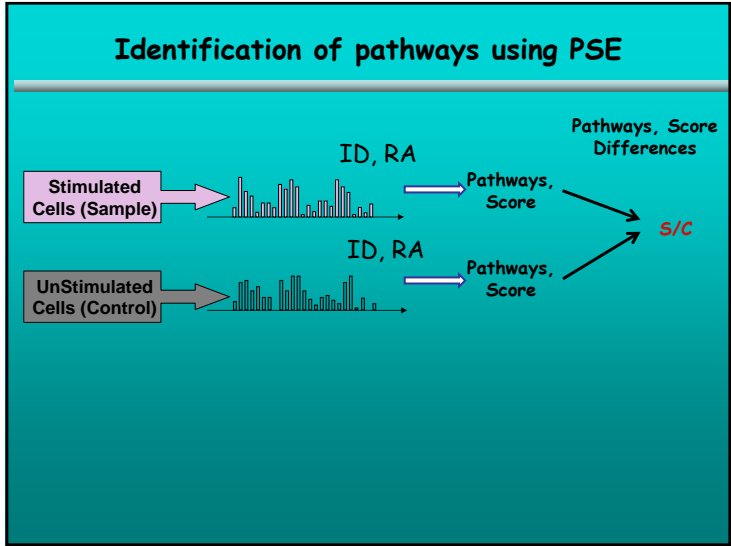 Identification of pathways using PSE
Pathways, Score
Differences
ID, RA
Stimulated
Cells (Sample)
Pathways,
Score
S/C
ID, RA
UnStimulated
Cells (Control)
Pathways,
Score